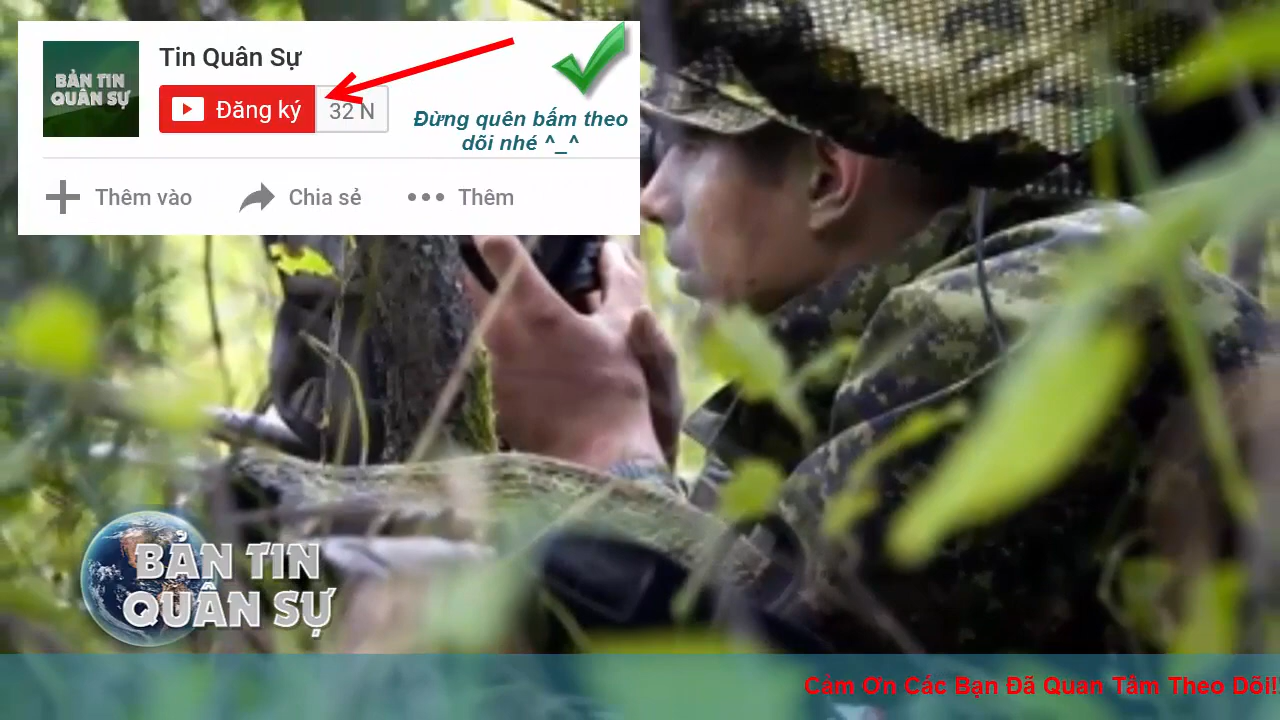 Tin Quân Sự
BẢN TIN
QUÂN SỰ
Đăng ký
32 N
Đừng quên bấm theo
dõi nhé ^_^
Thêm vào
Chia sẻ
Thêm
BẢN TIN
QUÂN SỰ
Cảm Ơn Các Bạn Đã Quan Tâm Theo Dõi!